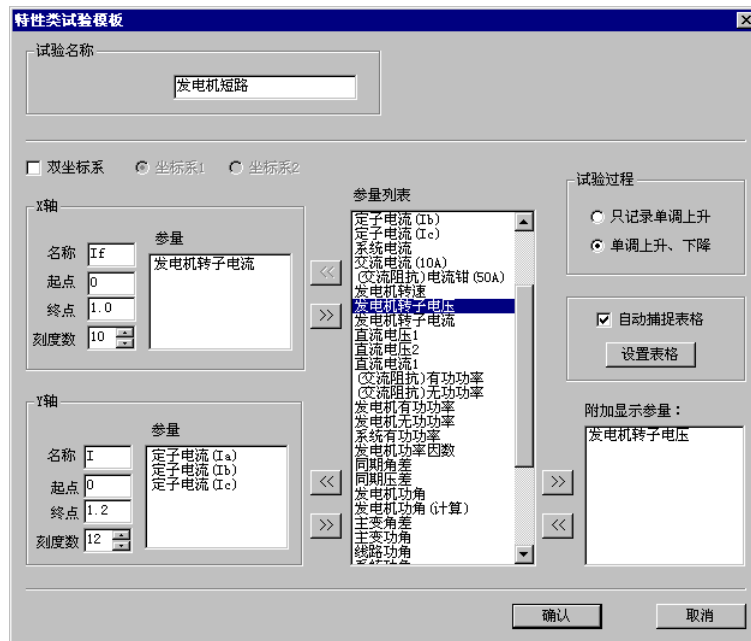 特性类试验模板
试验名称
发电机短路
双坐标系
坐标系1
坐标系2
X轴
名称 If
起点 0
终点 1.0
刻度数 10
参量
发电机转子电流
<<
>>
Y轴
名称 I
起点 0
终点 1.2
刻度数 12
参量
定子电流(Ia)
定子电流(Ib)
定子电流(Ic)
<<
>>
参量列表
定子电流(Ib)
定子电流(Ic)
系统电流
交流电流(10A)
(交流阻抗)电流钳(50A)
发电机转速
发电机转子电压
发电机转子电流
直流电压1
直流电压2
直流电流1
(交流阻抗)有功功率
(交流阻抗)无功功率
发电机有功功率
发电机无功功率
系统有功功率
发电机功率因数
同期角差
同期压差
发电机功角
发电机功角(计算)
主变角差
主变功角
线路功角
试验过程
只记录单调上升
单调上升、下降
自动捕捉表格
设置表格
附加显示参量：
发电机转子电压
>>
<<
确认
取消